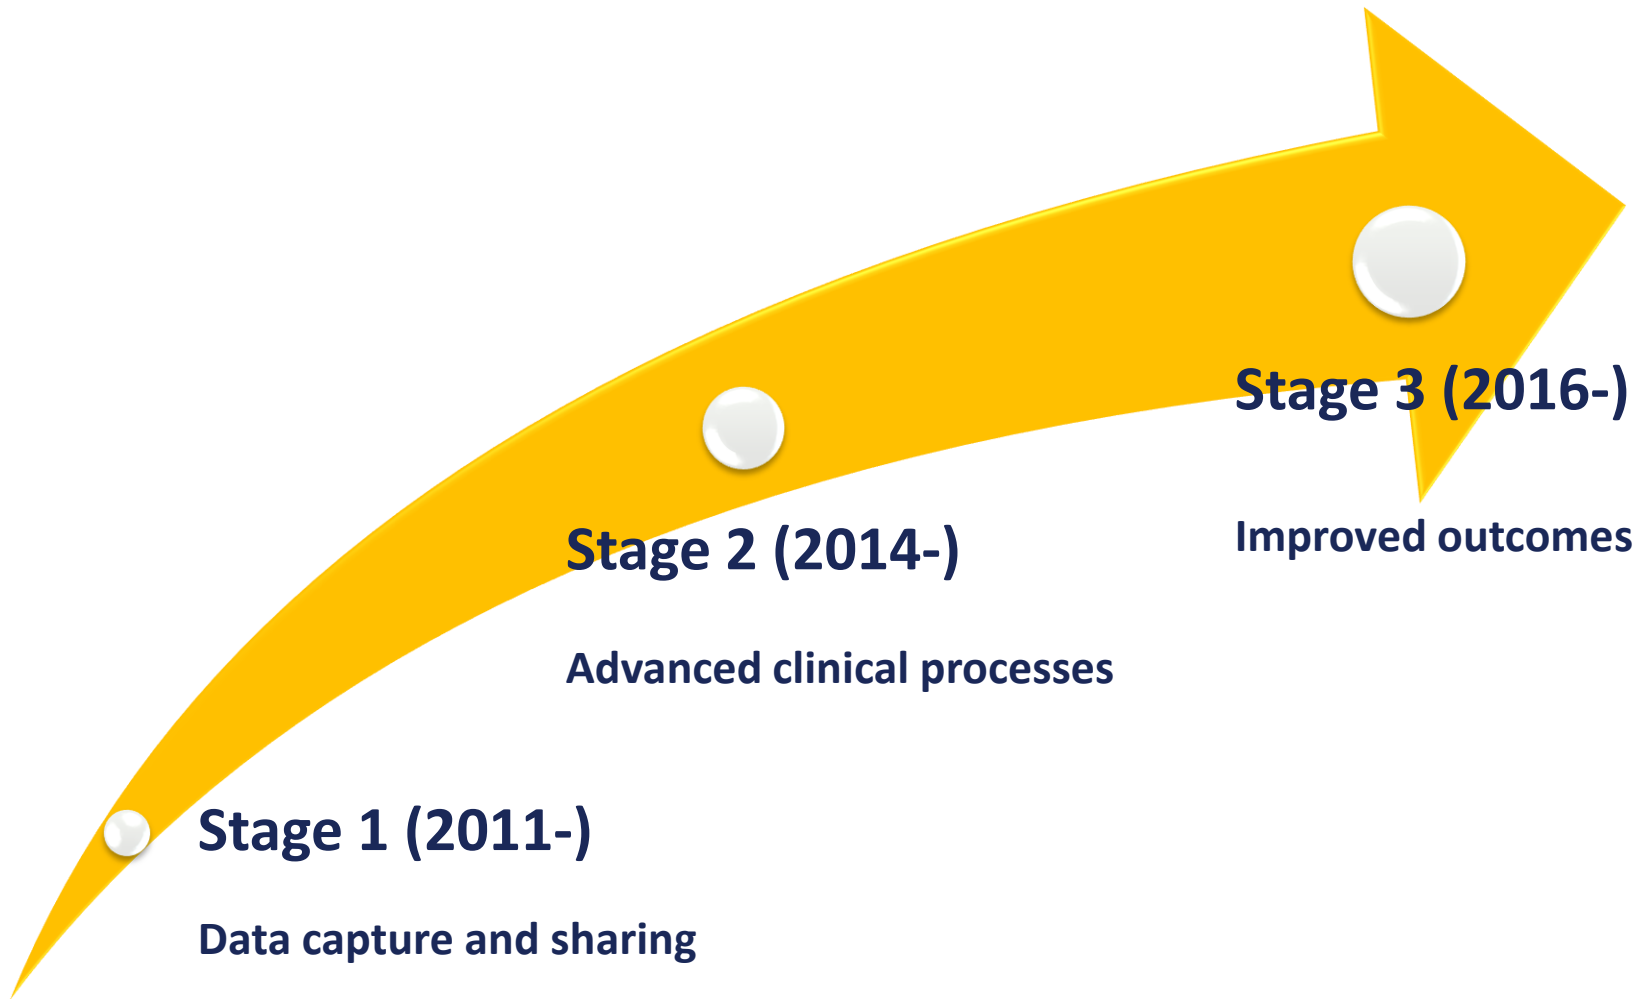 Stage 1 (2011-)
Data capture and sharing
Stage 2 (2014-)
Advanced clinical processes
Stage 3 (2016-)
Improved outcomes